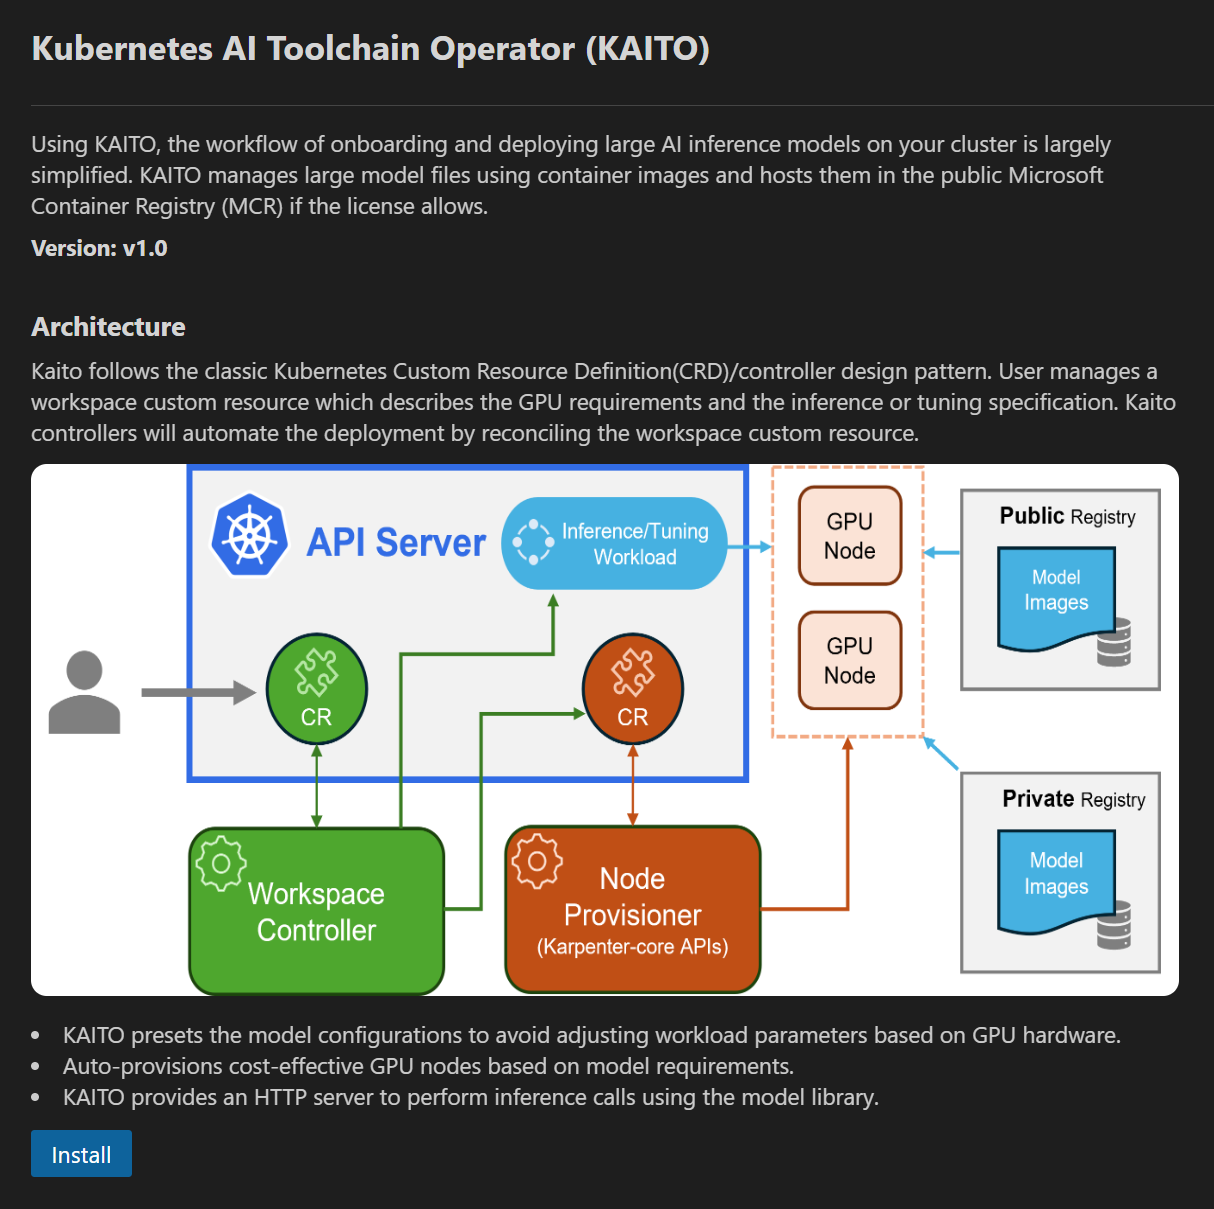 Kubernetes AI Toolchain Operator (KAITO)
Using KAITO, the workflow of onboarding and deploying large AI inference models on your cluster is largely
simplified. KAITO manages large model files using container images and hosts them in the public Microsoft
Container Registry (MCR) if the license allows.
Version: v1.0
Architecture
Kaito follows the classic Kubernetes Custom Resource Definition(CRD)/controller design pattern. User manages a
workspace custom resource which describes the GPU requirements and the inference or tuning specification. Kaito
controllers will automate the deployment by reconciling the workspace custom resource.
API Server
Inference/Tuning
Workload
GPU
Node
GPU
Node
Public Registry
Model
Images
CR
CR
Private Registry
Model
Images
Workspace
Controller
Node
Provisioner
(Karpenter-core APIs)
• KAITO presets the model configurations to avoid adjusting workload parameters based on GPU hardware.
• Auto-provisions cost-effective GPU nodes based on model requirements.
• KAITO provides an HTTP server to perform inference calls using the model library.
Install